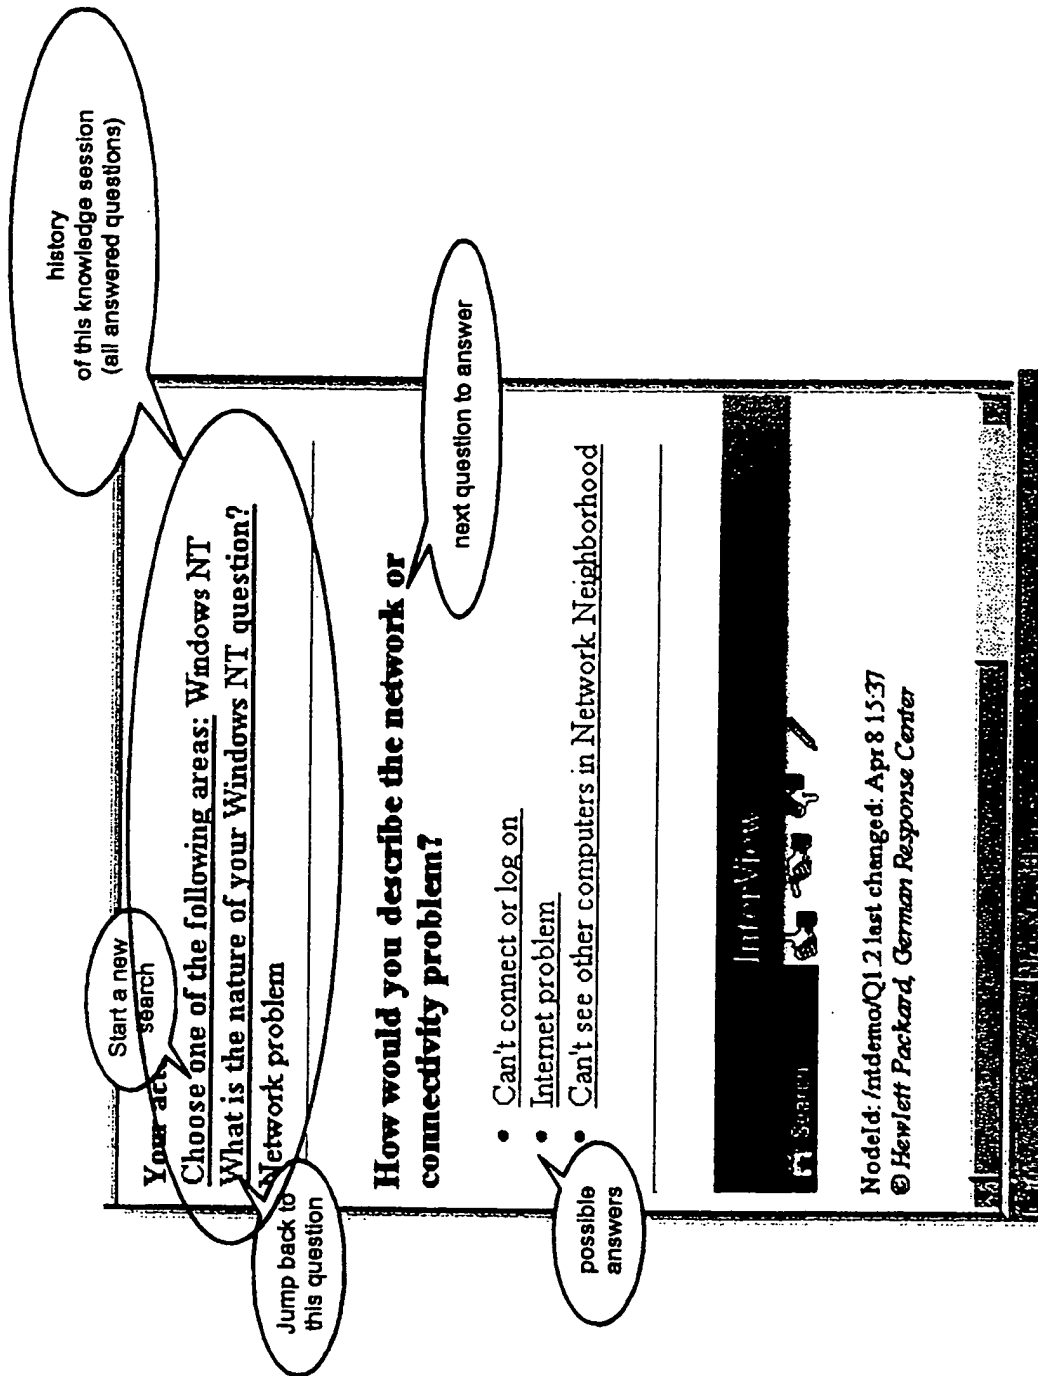 history
of this knowledge session
(all answered questions)
Start a new
search
Your
Choose one of the following areas: Windows NT
What is the nature of your Windows NT question?
Network problem
Jump back to
this question
How would you describe the network or
connectivity problem?
next question to answer
• Can't connect or log on
• Internet problem
• Can't see other computers in Network Neighborhood
possible
answers
InterView
Search
NodeId: /ntdemo/Q1.2 last changed: Apr 8 15:37
© Hewlett Packard, German Response Center